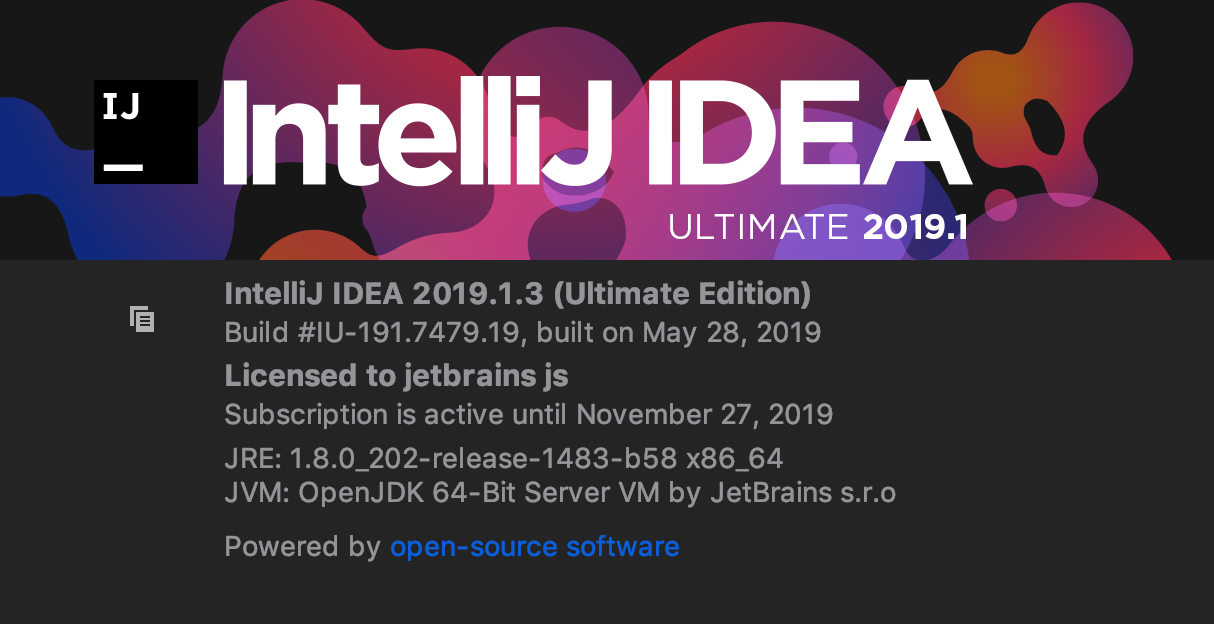 IJ
IntelliJ IDEA
ULTIMATE 2019.1
IntelliJ IDEA 2019.1.3 (Ultimate Edition)
Build #IU-191.7479.19, built on May 28, 2019
Licensed to jetbrains js
Subscription is active until November 27, 2019
JRE: 1.8.0_202-release-1483-b58 x86_64
JVM: OpenJDK 64-Bit Server VM by JetBrains s.r.o
Powered by open-source software